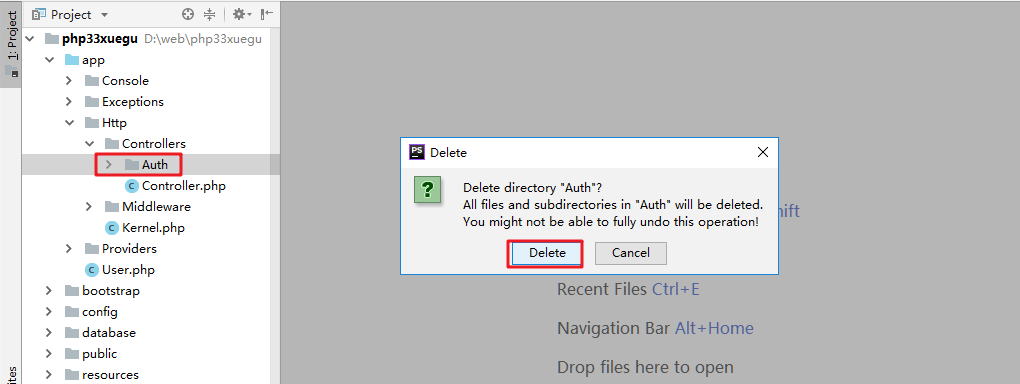 Project
1: Project
php33xuegu D:\web\php33xuegu
app
Console
Exceptions
Http
Controllers
Auth
Controller.php
Middleware
Kernel.php
Providers
User.php
bootstrap
config
database
public
resources
PS Delete
Delete directory "Auth"?
All files and subdirectories in "Auth" will be deleted.
You might not be able to fully undo this operation!
Delete Cancel
Recent Files Ctrl+E
Navigation Bar Alt+Home
Drop files here to open